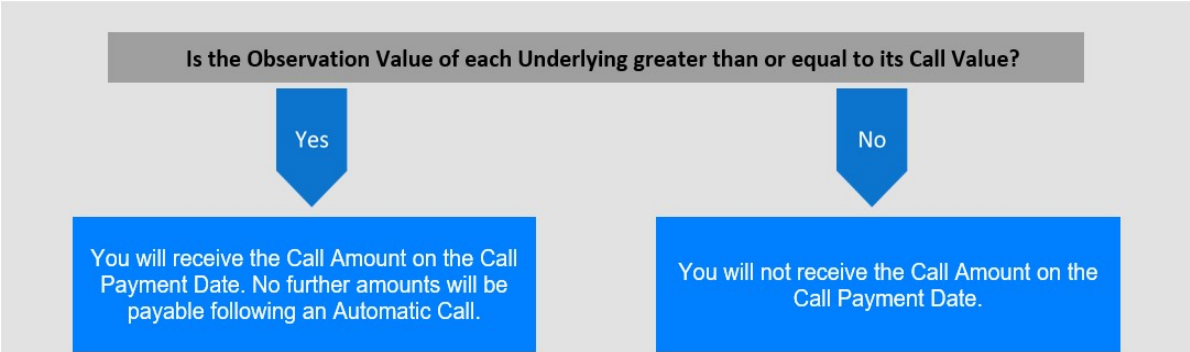 Is the Observation Value of each Underlying greater than or equal to its Call Value?
Yes
No
You will receive the Call Amount on the Call
Payment Date. No further amounts will be
payable following an Automatic Call.
You will not receive the Call Amount on the
Call Payment Date.